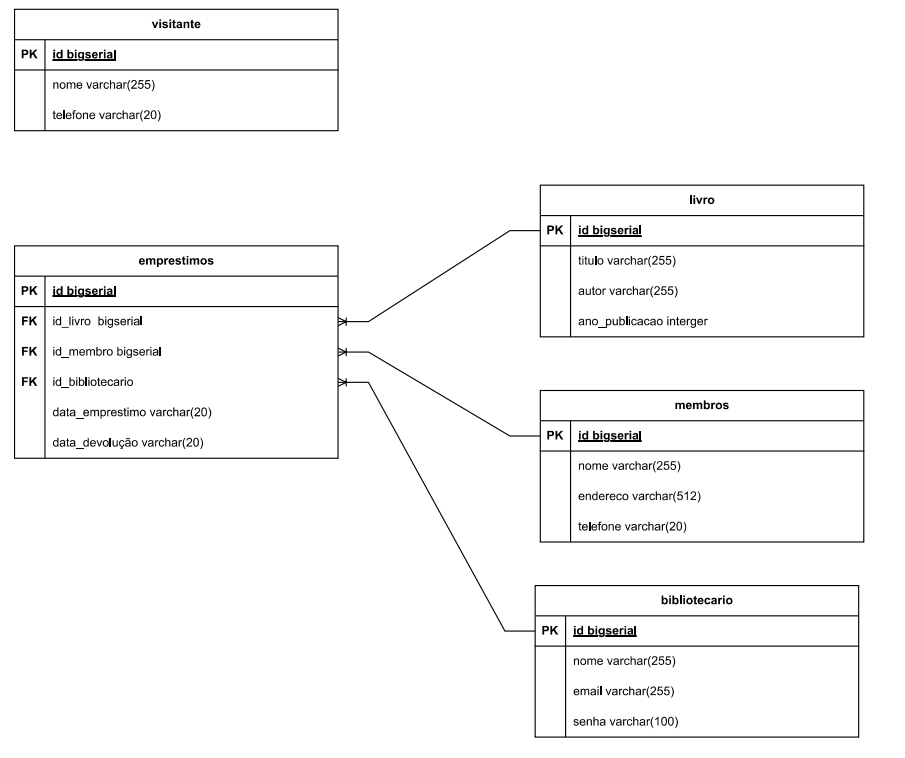 visitante
PK id bigserial
nome varchar(255)
telefone varchar(20)
livro
PK id bigserial
titulo varchar(255)
autor varchar(255)
ano_publicacao interger
emprestimos
PK id bigserial
FK id_livro bigserial
FK id_membro bigserial
FK id_bibliotecario
data_emprestimo varchar(20)
data_devolução varchar(20)
membros
PK id bigserial
nome varchar(255)
endereco varchar(512)
telefone varchar(20)
bibliotecario
PK id bigserial
nome varchar(255)
email varchar(255)
senha varchar(100)